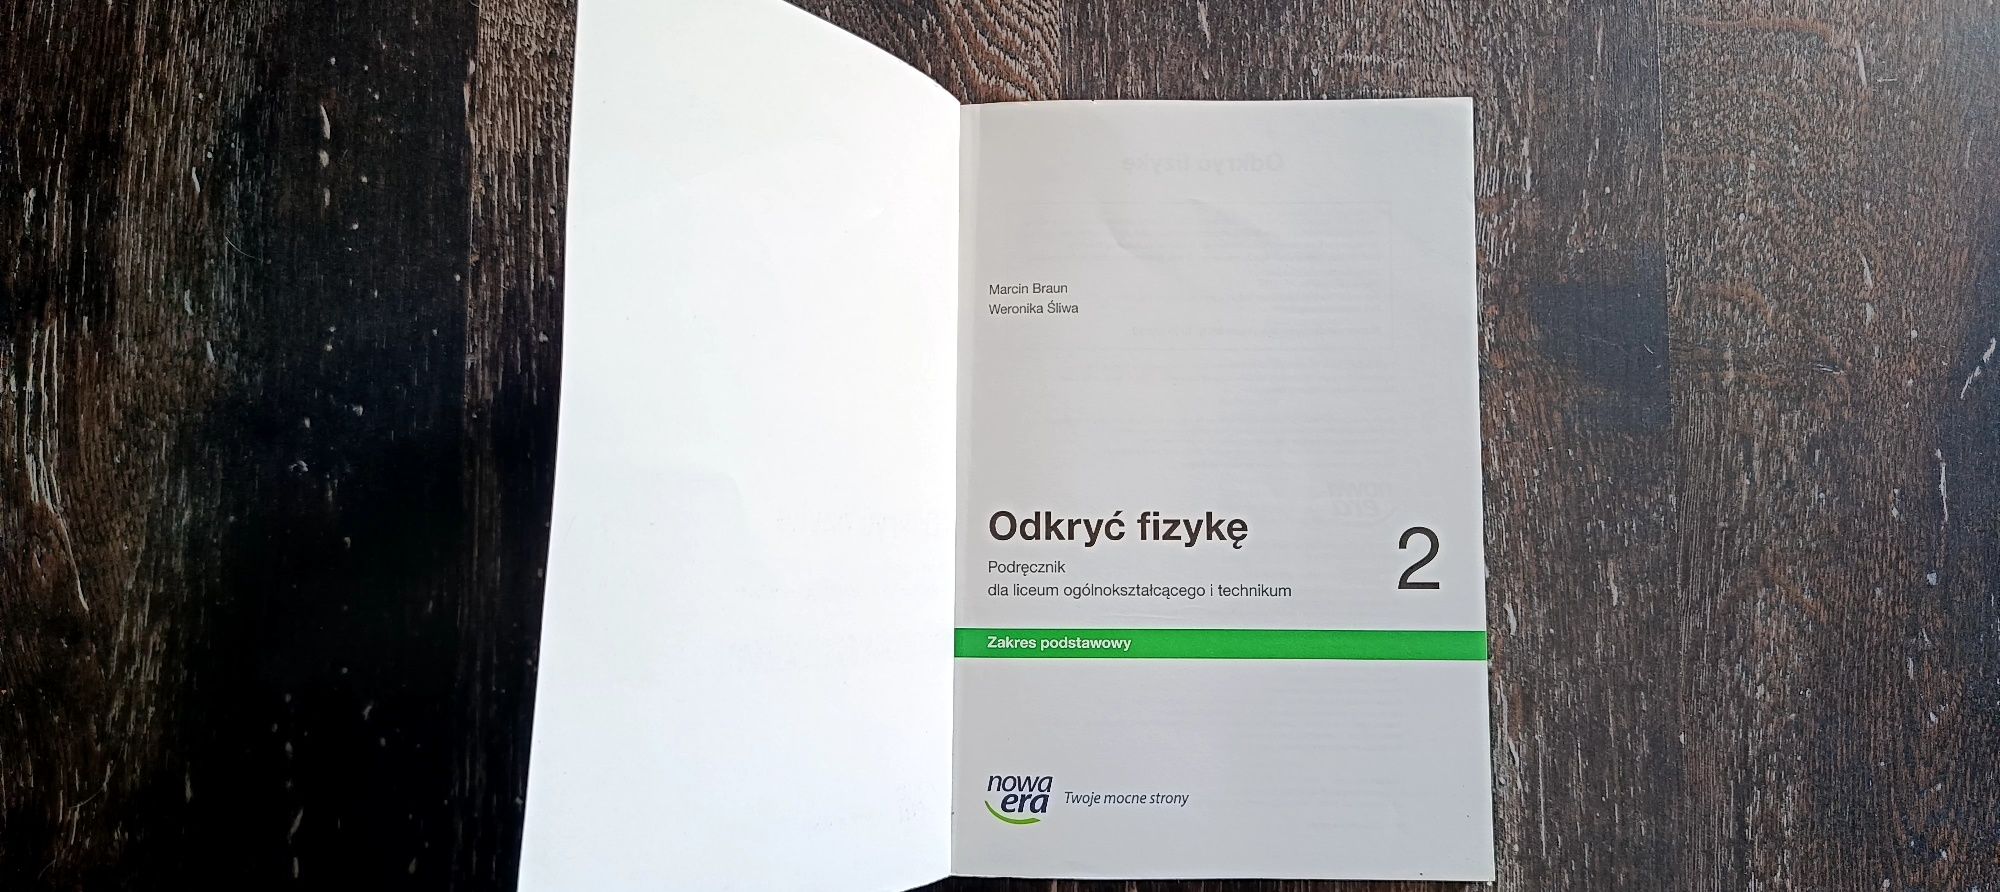 Marcin Braun
Weronika Śliwa
Odkryć fizykę
2
Podręcznik
dla liceum ogólnokształcącego i technikum
Zakres podstawowy
nowa
era
Twoje mocne strony